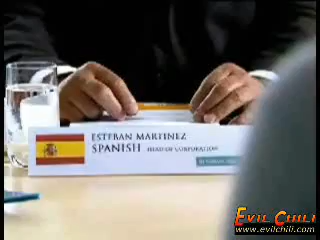 ESTEBAN MARTINEZ
SPANISH HEAD OF CORPORATION
EVIL CHILI
www.evilchili.com